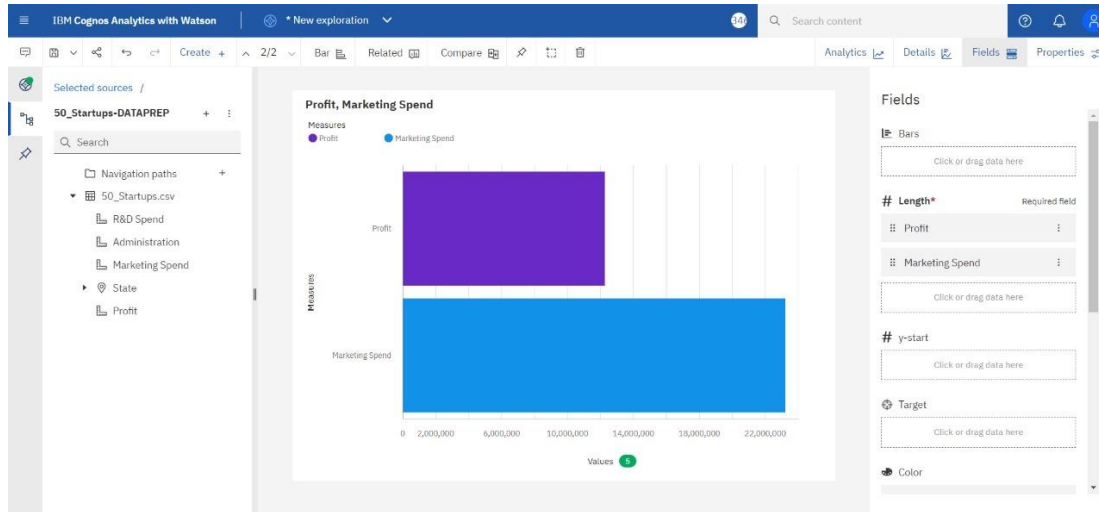 IBM Cognos Analytics with Watson
* New exploration
Search content
Create +
2/2
Bar
Related
Compare
Analytics
Details
Fields
Properties
Selected sources /
50_Startups-DATAPREP
Search
Navigation paths
50_Startups.csv
R&D Spend
Administration
Marketing Spend
State
Profit
Profit, Marketing Spend
Measures
Profit Marketing Spend
Profit
Measures
Marketing Spend
0 2,000,000 6,000,000 10,000,000 14,000,000 18,000,000 22,000,000
Values 5
Fields
Bars
Click or drag data here
# Length* Required field
Profit
Marketing Spend
Click or drag data here
# y-start
Click or drag data here
Target
Click or drag data here
Color